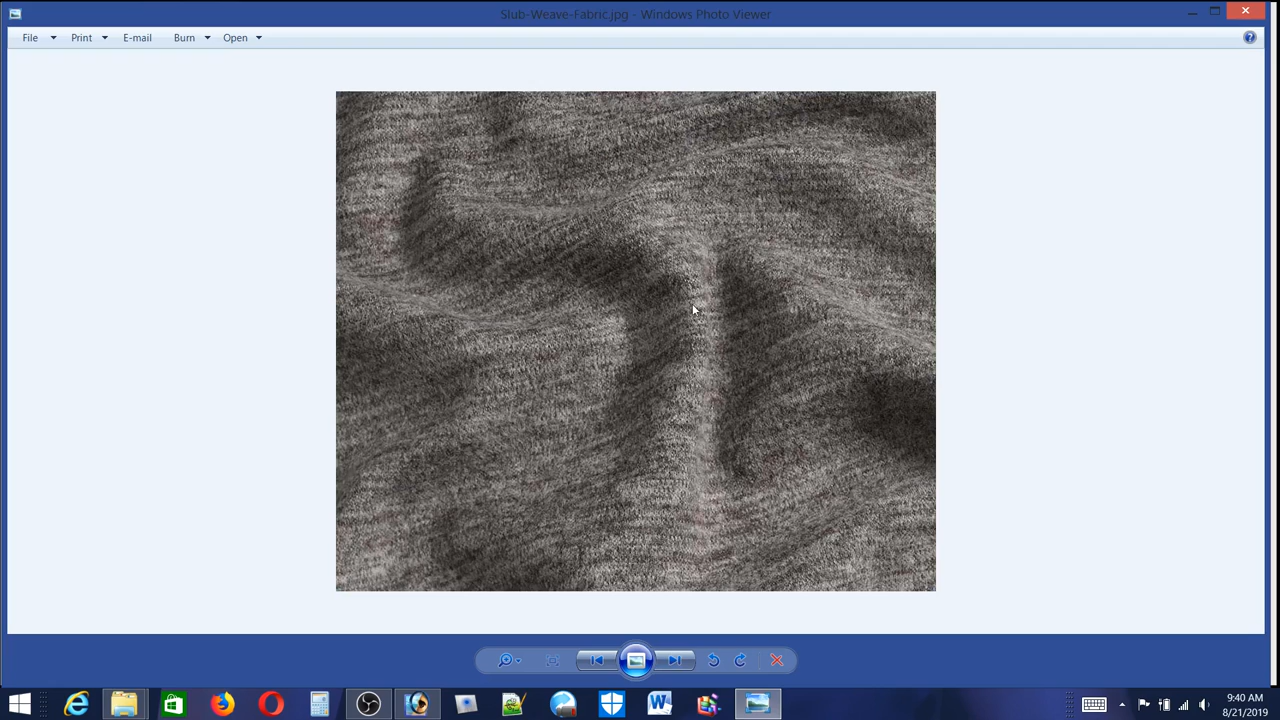 Slub-Weave-Fabric.jpg - Windows Photo Viewer
File Print E-mail Burn Open
9:40 AM
8/21/2019